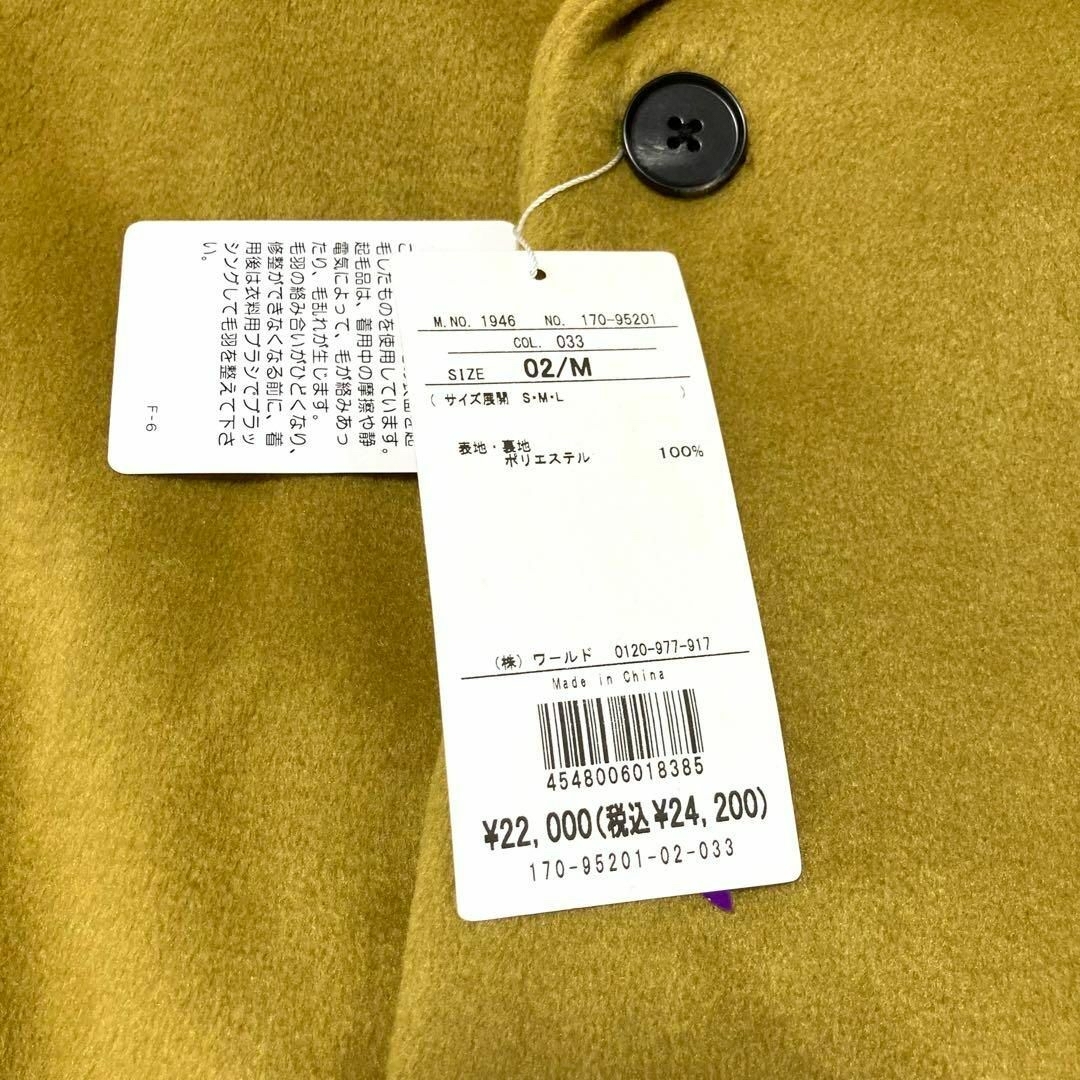 こ
毛したものを使用しています。
起毛品は、着用中の摩擦や静
電気によって、毛が絡みあっ
たり、毛乱れが生じます。
毛羽の絡み合いがひどくなり、
修整ができなくなる前に、着
用後は衣料用ブラシでブラッ
シングして毛羽を整えて下さ
い。
F-6
M.NO. 1946 NO. 170-95201
COL. 033
SIZE 02/M
( サイズ展開 S・M・L )
表地・裏地
ポリエステル 100%
(株) ワールド 0120-977-917
Made in China
4548006018385
¥22,000(税込¥24,200)
170-95201-02-033